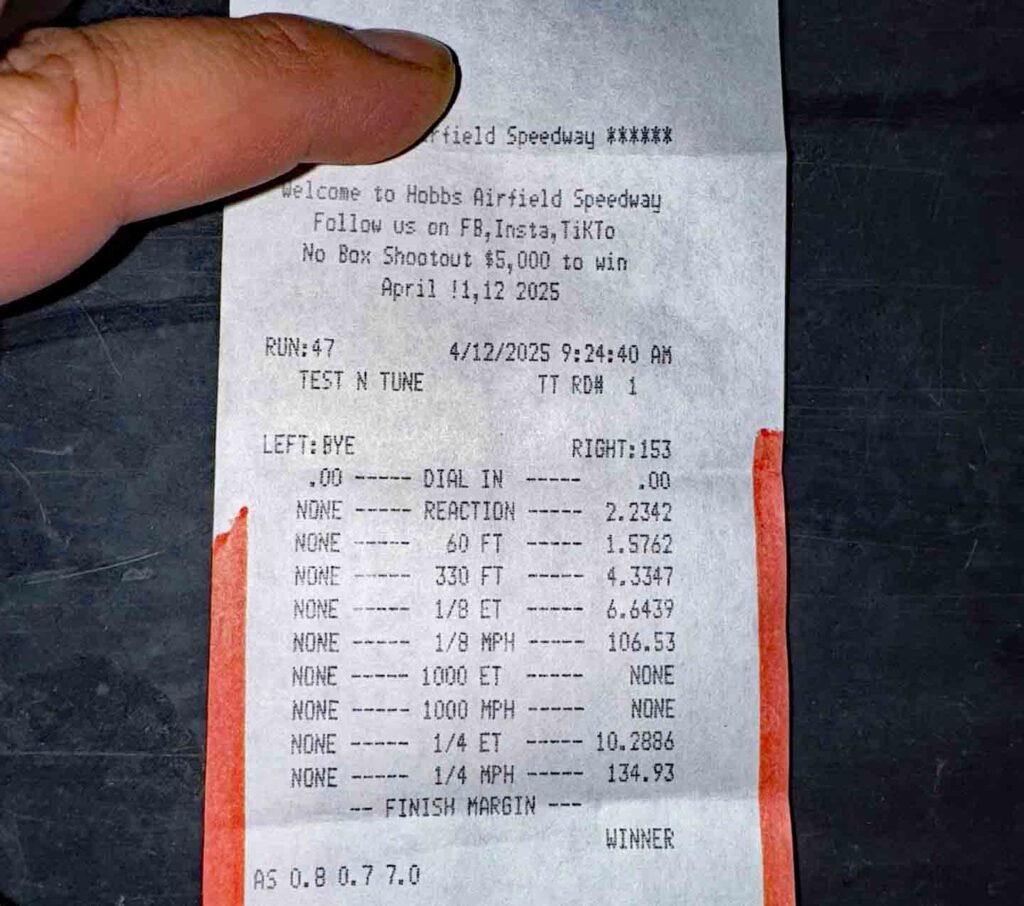 Speedway ******
Welcome to Hobbs Airfield Speedway
Follow us on FB,Insta,TiKTo
No Box Shootout $5,000 to win
April !1,12 2025
RUN:47 4/12/2025 9:24:40 AM
TEST N TUNE TT RD# 1
LEFT:BYE RIGHT:153
.00 ----- DIAL IN ----- .00
NONE ----- REACTION ----- 2.2342
NONE ----- 60 FT ----- 1.5762
NONE ----- 330 FT ----- 4.3347
NONE ----- 1/8 ET ----- 6.6439
NONE ----- 1/8 MPH ----- 106.53
NONE ----- 1000 ET ----- NONE
NONE ----- 1000 MPH ----- NONE
NONE ----- 1/4 ET ----- 10.2886
NONE ----- 1/4 MPH ----- 134.93
-- FINISH MARGIN ---
WINNER
AS 0.8 0.7 7.0